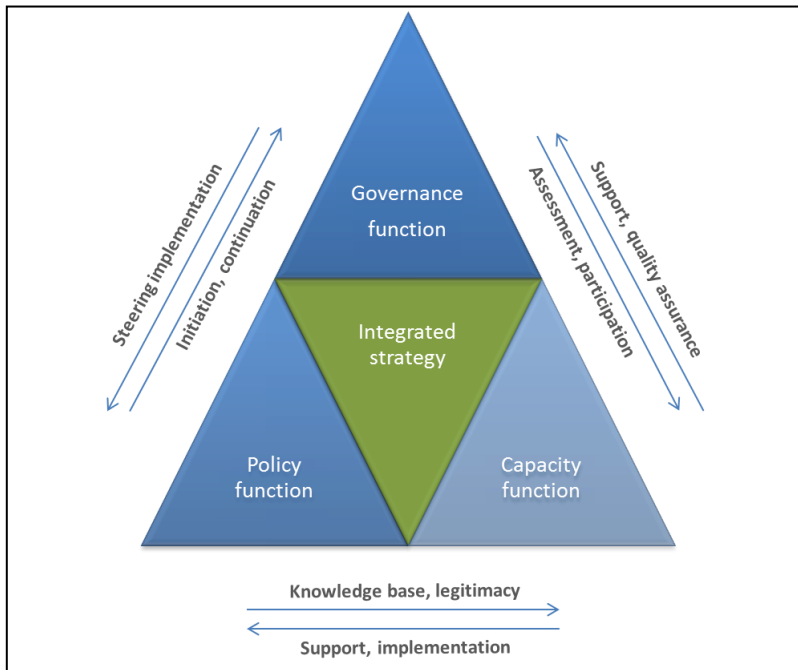 Governance
function
Steering implementation
Initiation, continuation
Support, quality assurance
Assessment, participation
Integrated
strategy
Policy
function
Capacity
function
Knowledge base, legitimacy
Support, implementation